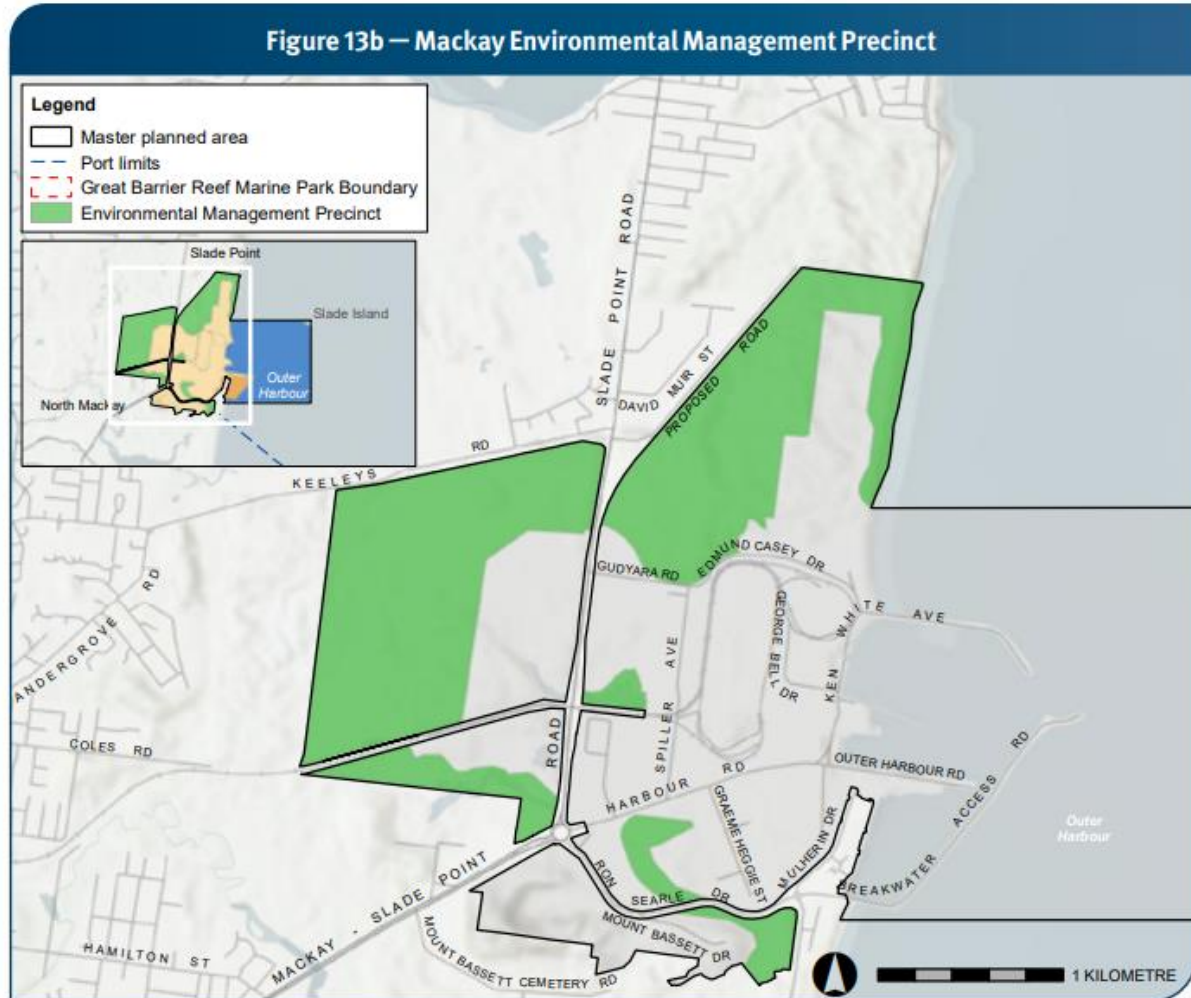 Figure 13b — Mackay Environmental Management Precinct
Legend
Master planned area
Port limits
Great Barrier Reef Marine Park Boundary
Environmental Management Precinct
Slade Point
Slade Island
Outer
Harbour
North Mackay
SLADE POINT ROAD
DAVID MUIR ST
PROPOSED ROAD
KEELEYS RD
ANDERGROVE RD
GUDYARA RD
EDMUND CASEY DR
GEORGE BELL DR
KEN WHITE AVE
SPILLER AVE
COLES RD
ROAD
HARBOUR RD
OUTER HARBOUR RD
GRAEME HEGGIE ST
MULHERIN DR
BREAKWATER ACCESS RD
Outer
Harbour
RON SEARLE DR
MOUNT BASSETT DR
MACKAY - SLADE POINT
MOUNT BASSETT CEMETERY RD
HAMILTON ST
1 KILOMETRE